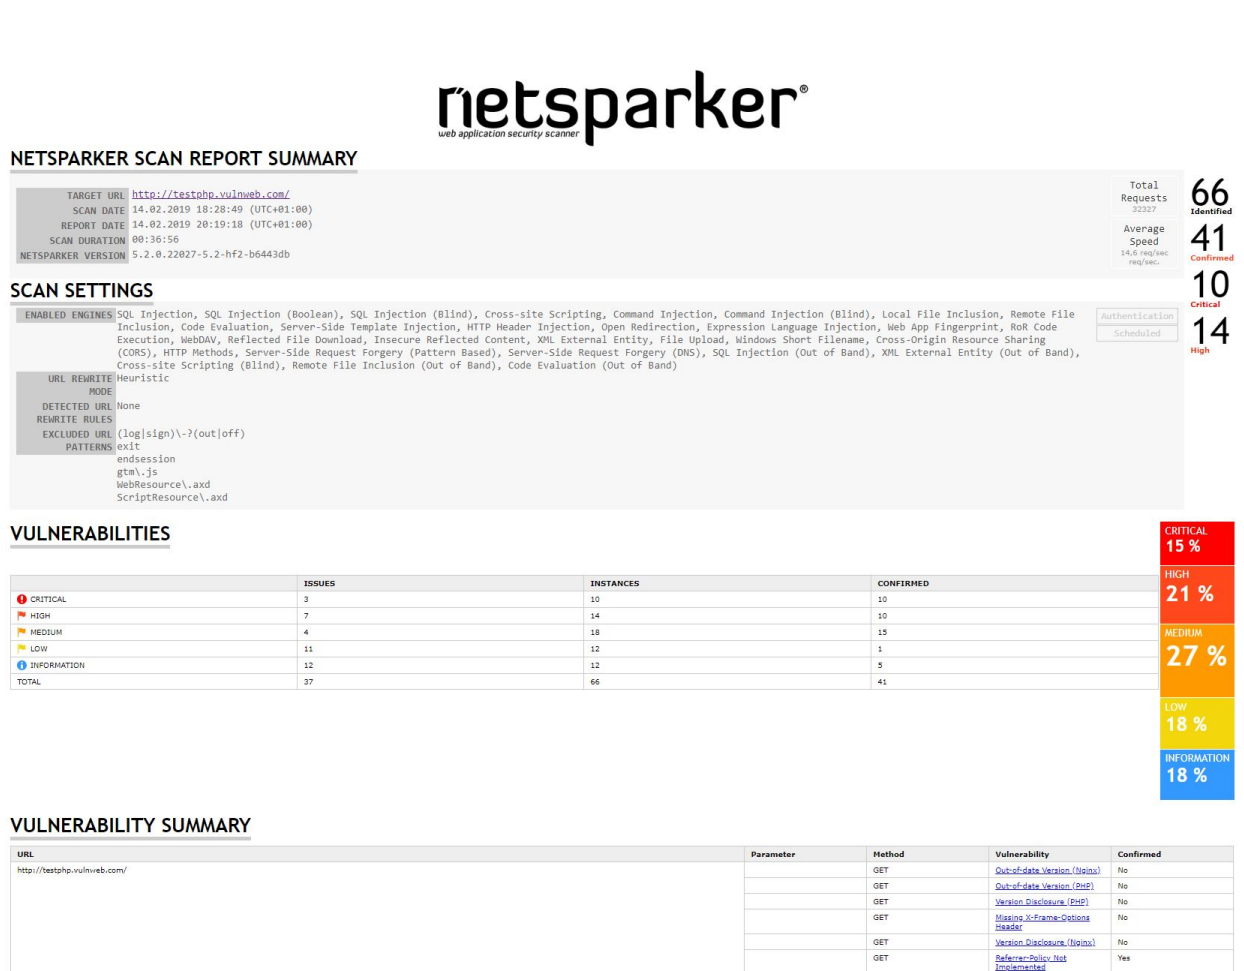 netsparker®
web application security scanner
NETSPARKER SCAN REPORT SUMMARY
TARGET URL http://testphp.vulnweb.com/
SCAN DATE 14.02.2019 18:28:49 (UTC+01:00)
REPORT DATE 14.02.2019 20:19:18 (UTC+01:00)
SCAN DURATION 00:36:56
NETSPARKER VERSION 5.2.0.22027-5.2-hf2-b6443db
Total
Requests
32327
Average
Speed
14,6 req/sec
req/sec.
66
Identified
41
Confirmed
10
Critical
14
High
SCAN SETTINGS
ENABLED ENGINES SQL Injection, SQL Injection (Boolean), SQL Injection (Blind), Cross-site Scripting, Command Injection, Command Injection (Blind), Local File Inclusion, Remote File
Inclusion, Code Evaluation, Server-Side Template Injection, HTTP Header Injection, Open Redirection, Expression Language Injection, Web App Fingerprint, RoR Code
Execution, WebDAV, Reflected File Download, Insecure Reflected Content, XML External Entity, File Upload, Windows Short Filename, Cross-Origin Resource Sharing
(CORS), HTTP Methods, Server-Side Request Forgery (Pattern Based), Server-Side Request Forgery (DNS), SQL Injection (Out of Band), XML External Entity (Out of Band),
Cross-site Scripting (Blind), Remote File Inclusion (Out of Band), Code Evaluation (Out of Band)
Authentication
Scheduled
URL REWRITE Heuristic
MODE
DETECTED URL None
REWRITE RULES
EXCLUDED URL (log|sign)\-?(out|off)
PATTERNS exit
endsession
gtm\.js
WebResource\.axd
ScriptResource\.axd
VULNERABILITIES
ISSUES INSTANCES CONFIRMED
CRITICAL 3 10 10
HIGH 7 14 10
MEDIUM 4 18 15
LOW 11 12 1
INFORMATION 12 12 5
TOTAL 37 66 41
CRITICAL
15 %
HIGH
21 %
MEDIUM
27 %
LOW
18 %
INFORMATION
18 %
VULNERABILITY SUMMARY
URL Parameter Method Vulnerability Confirmed
http://testphp.vulnweb.com/ GET Out-of-date Version (Nginx) No
GET Out-of-date Version (PHP) No
GET Version Disclosure (PHP) No
GET Missing X-Frame-Options No
Header
GET Version Disclosure (Nginx) No
GET Referrer-Policy Not Yes
Implemented